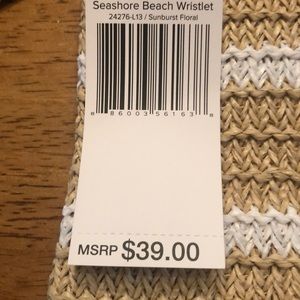 Seashore Beach Wristlet
24276-L13 / Sunburst Floral
8 86003 56163 8
MSRP $39.00